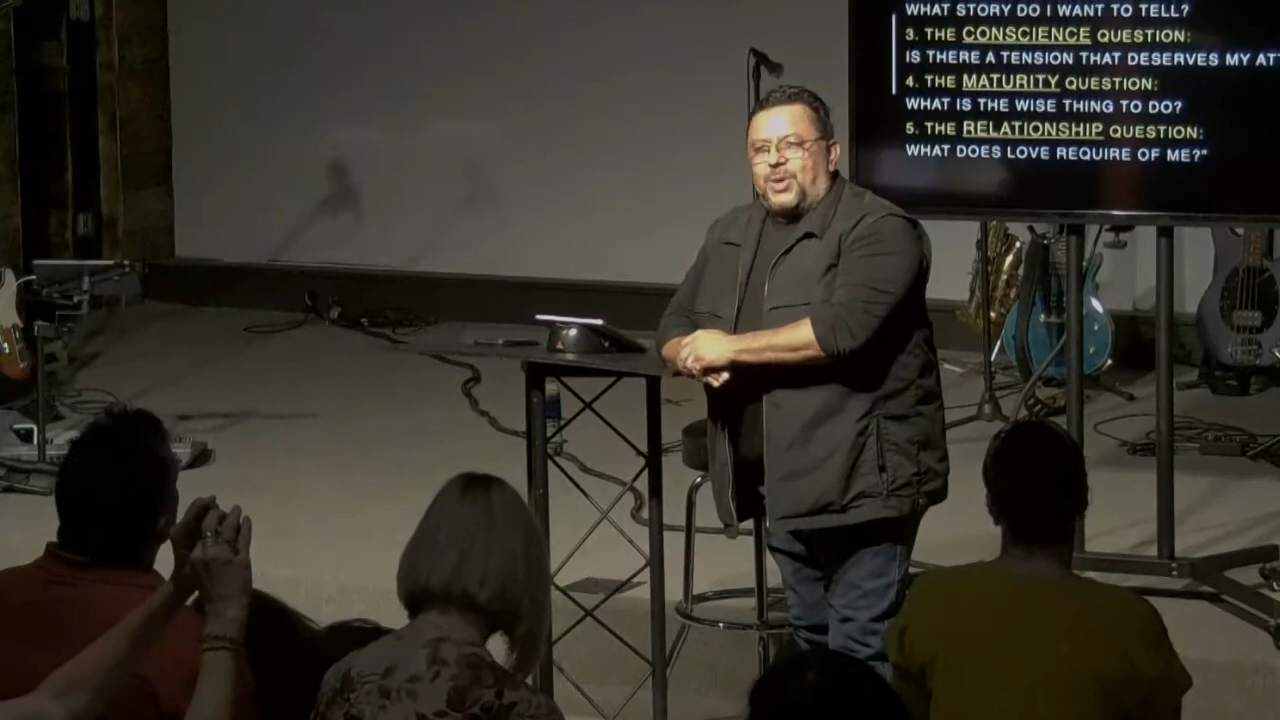 WHAT STORY DO I WANT TO TELL?
3. THE CONSCIENCE QUESTION:
IS THERE A TENSION THAT DESERVES MY AT
4. THE MATURITY QUESTION:
WHAT IS THE WISE THING TO DO?
5. THE RELATIONSHIP QUESTION:
WHAT DOES LOVE REQUIRE OF ME?"